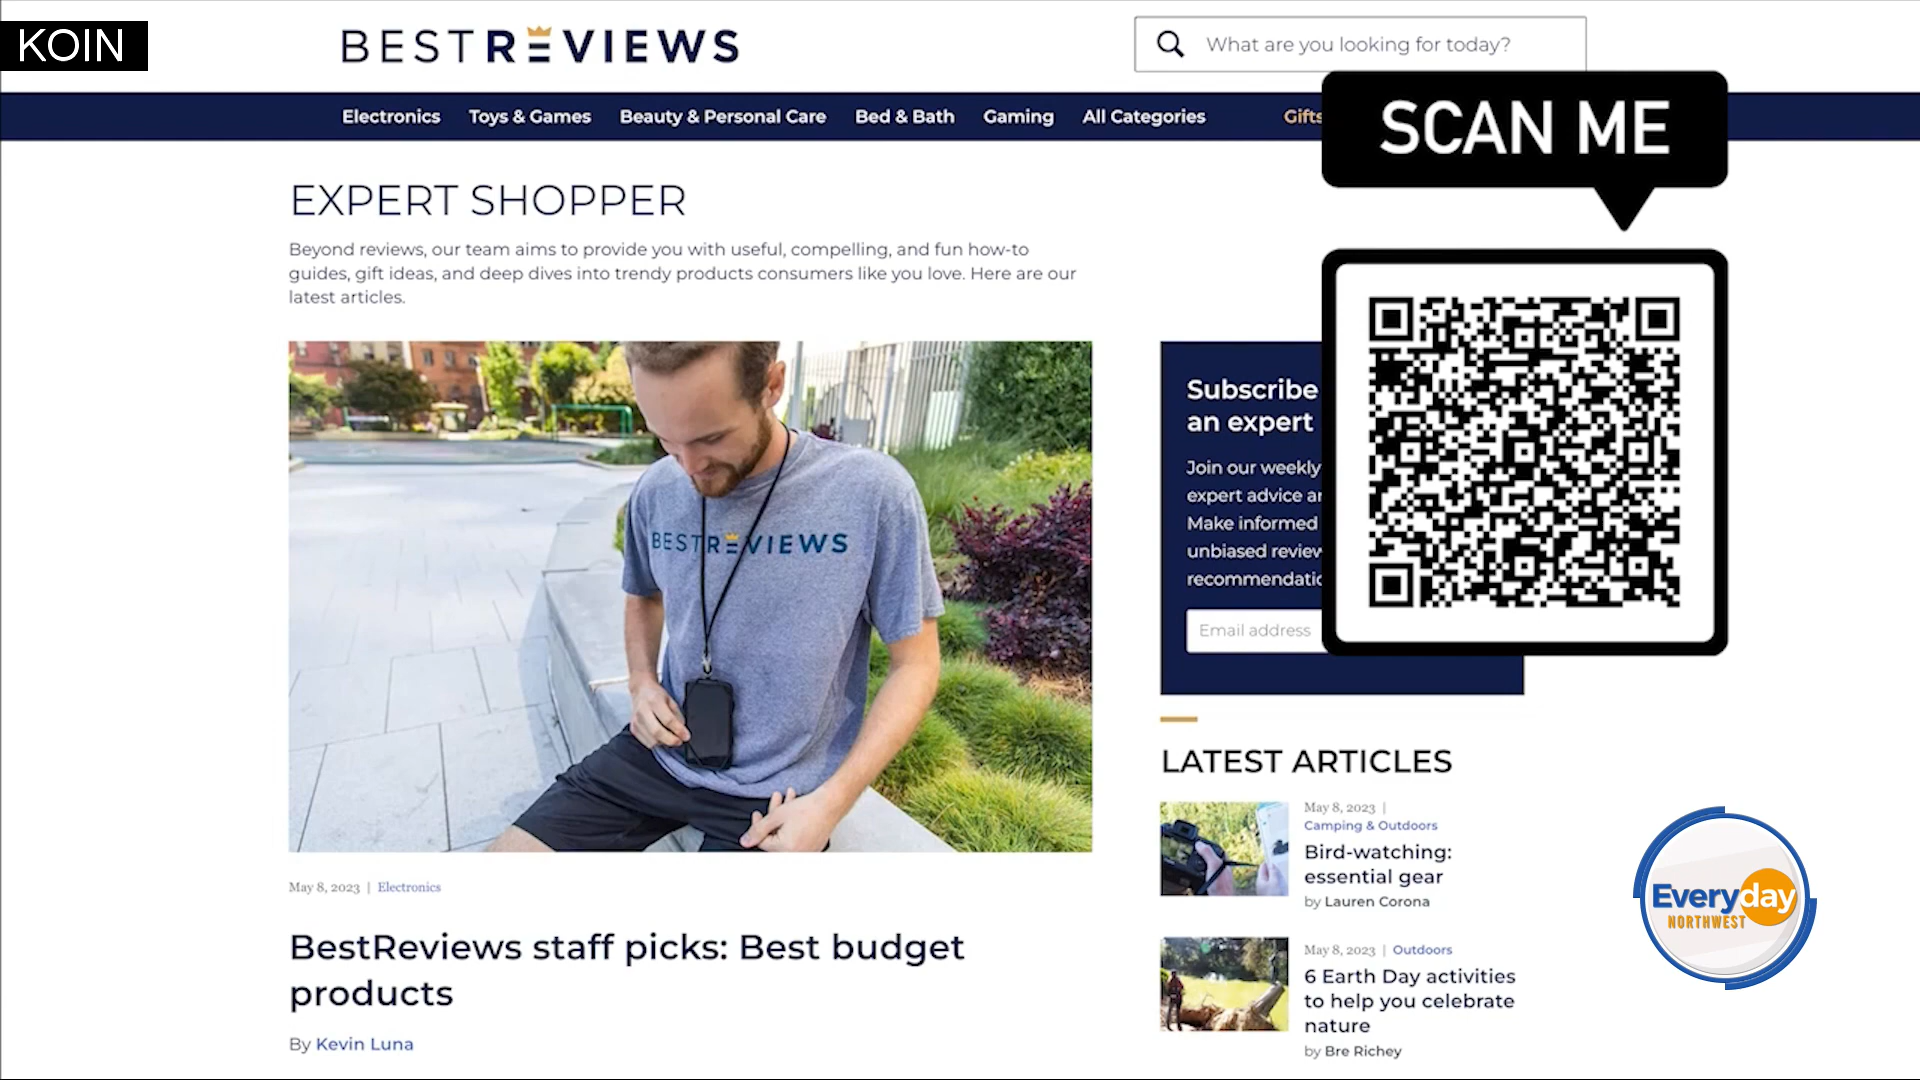 KOIN
BESTREVIEWS
What are you looking for today?
Electronics Toys & Games Beauty & Personal Care Bed & Bath Gaming All Categories Gifts
SCAN ME
EXPERT SHOPPER
Beyond reviews, our team aims to provide you with useful, compelling, and fun how-to
guides, gift ideas, and deep dives into trendy products consumers like you love. Here are our
latest articles.
BESTREVIEWS
May 8, 2023 | Electronics
BestReviews staff picks: Best budget
products
By Kevin Luna
Subscribe
an expert
Join our weekly
expert advice
Make informed
unbiased
Email address
LATEST ARTICLES
May 8, 2023 |
Camping & Outdoors
Bird-watching:
essential gear
by Lauren Corona
May 8, 2023 | Outdoors
6 Earth Day activities
to help you celebrate
nature
by Bre Richey
Everyday
NORTHWEST